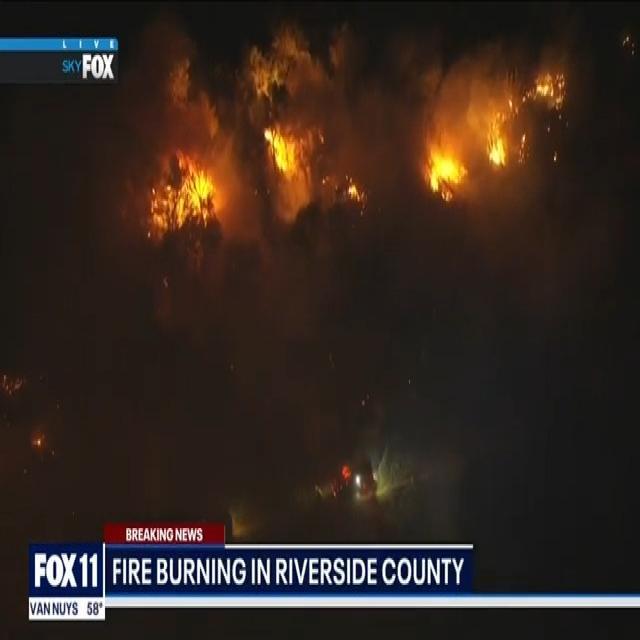 LIVE
SKYFOX
BREAKING NEWS
FOX 11
FIRE BURNING IN RIVERSIDE COUNTY
VAN NUYS 58°